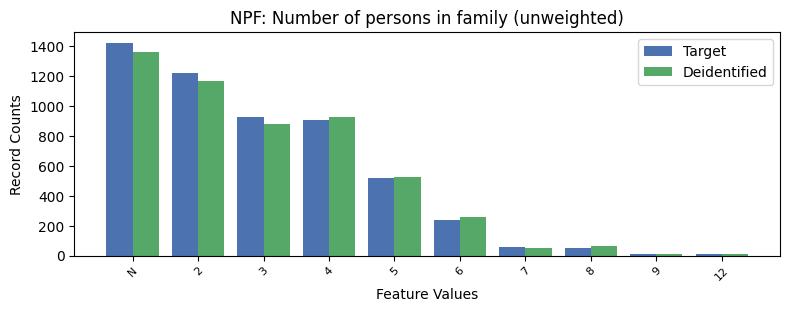 NPF: Number of persons in family (unweighted)
Target
Deidentified
Record Counts
1400
1200
1000
800
600
400
200
0
N 2 3 4 5 6 7 8 9 12
Feature Values